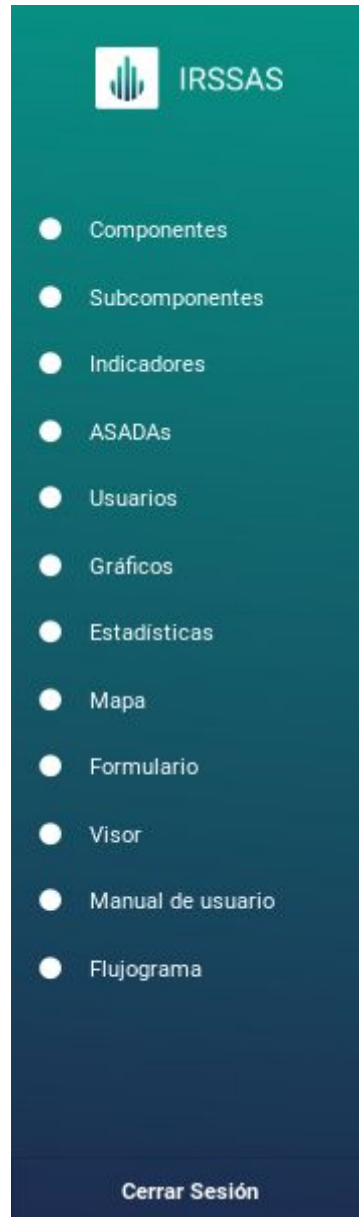 IRSSAS
Componentes
Subcomponentes
Indicadores
ASADAs
Usuarios
Gráficos
Estadísticas
Mapa
Formulario
Visor
Manual de usuario
Flujograma
Cerrar Sesión